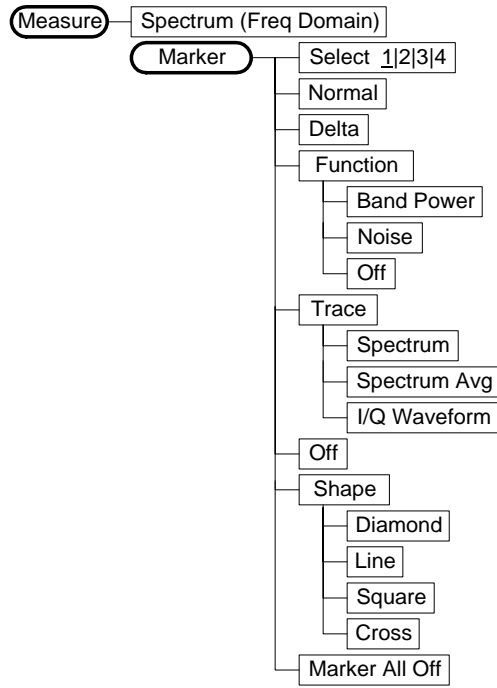 Measure
Spectrum (Freq Domain)
Marker
Select 1|2|3|4
Normal
Delta
Function
Band Power
Noise
Off
Trace
Spectrum
Spectrum Avg
I/Q Waveform
Off
Shape
Diamond
Line
Square
Cross
Marker All Off